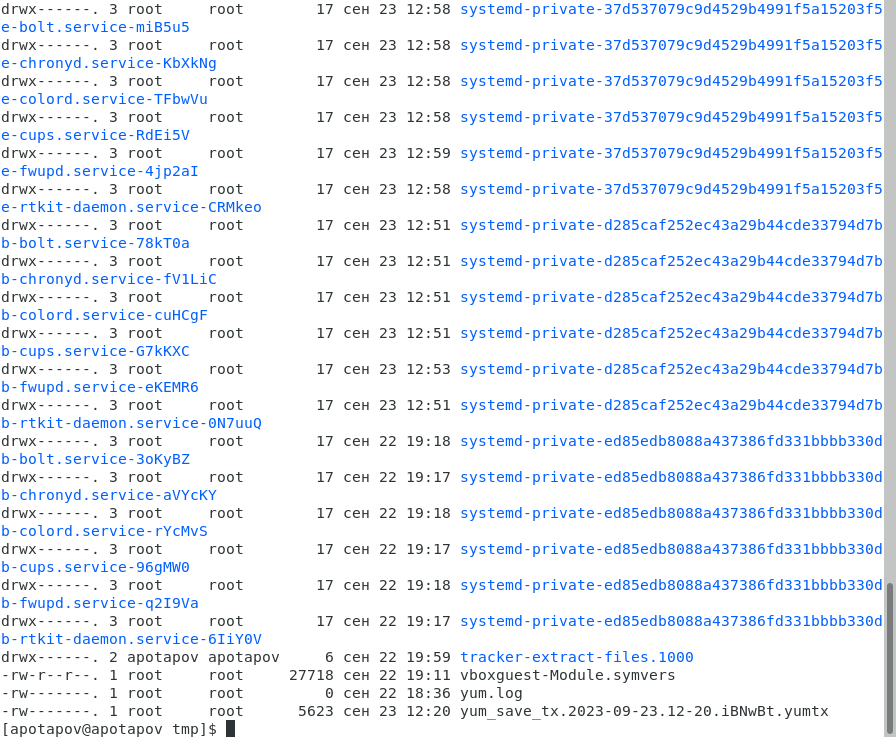 drwx------. 3 root     root        17 сен 23 12:58 systemd-private-37d537079c9d4529b4991f5a15203f5
e-bolt.service-miB5u5
drwx------. 3 root     root        17 сен 23 12:58 systemd-private-37d537079c9d4529b4991f5a15203f5
e-chronyd.service-KbXkNg
drwx------. 3 root     root        17 сен 23 12:58 systemd-private-37d537079c9d4529b4991f5a15203f5
e-colord.service-TFbwVu
drwx------. 3 root     root        17 сен 23 12:58 systemd-private-37d537079c9d4529b4991f5a15203f5
e-cups.service-RdEi5V
drwx------. 3 root     root        17 сен 23 12:59 systemd-private-37d537079c9d4529b4991f5a15203f5
e-fwupd.service-4jp2aI
drwx------. 3 root     root        17 сен 23 12:58 systemd-private-37d537079c9d4529b4991f5a15203f5
e-rtkit-daemon.service-CRMkeo
drwx------. 3 root     root        17 сен 23 12:51 systemd-private-d285caf252ec43a29b44cde33794d7b
b-bolt.service-78kT0a
drwx------. 3 root     root        17 сен 23 12:51 systemd-private-d285caf252ec43a29b44cde33794d7b
b-chronyd.service-fV1LiC
drwx------. 3 root     root        17 сен 23 12:51 systemd-private-d285caf252ec43a29b44cde33794d7b
b-colord.service-cuHCgF
drwx------. 3 root     root        17 сен 23 12:51 systemd-private-d285caf252ec43a29b44cde33794d7b
b-cups.service-G7kKXC
drwx------. 3 root     root        17 сен 23 12:53 systemd-private-d285caf252ec43a29b44cde33794d7b
b-fwupd.service-eKEMR6
drwx------. 3 root     root        17 сен 23 12:51 systemd-private-d285caf252ec43a29b44cde33794d7b
b-rtkit-daemon.service-0N7uuQ
drwx------. 3 root     root        17 сен 22 19:18 systemd-private-ed85edb8088a437386fd331bbbb330d
b-bolt.service-3oKyBZ
drwx------. 3 root     root        17 сен 22 19:17 systemd-private-ed85edb8088a437386fd331bbbb330d
b-chronyd.service-aVYcKY
drwx------. 3 root     root        17 сен 22 19:18 systemd-private-ed85edb8088a437386fd331bbbb330d
b-colord.service-rYcMvS
drwx------. 3 root     root        17 сен 22 19:17 systemd-private-ed85edb8088a437386fd331bbbb330d
b-cups.service-96gMW0
drwx------. 3 root     root        17 сен 22 19:18 systemd-private-ed85edb8088a437386fd331bbbb330d
b-fwupd.service-q2I9Va
drwx------. 3 root     root        17 сен 22 19:17 systemd-private-ed85edb8088a437386fd331bbbb330d
b-rtkit-daemon.service-6IiY0V
drwx------. 2 apotapov apotapov     6 сен 22 19:59 tracker-extract-files.1000
-rw-r--r--. 1 root     root     27718 сен 22 19:11 vboxguest-Module.symvers
-rw-------. 1 root     root         0 сен 22 18:36 yum.log
-rw-------. 1 root     root      5623 сен 23 12:20 yum_save_tx.2023-09-23.12-20.iBNwBt.yumtx
[apotapov@apotapov tmp]$